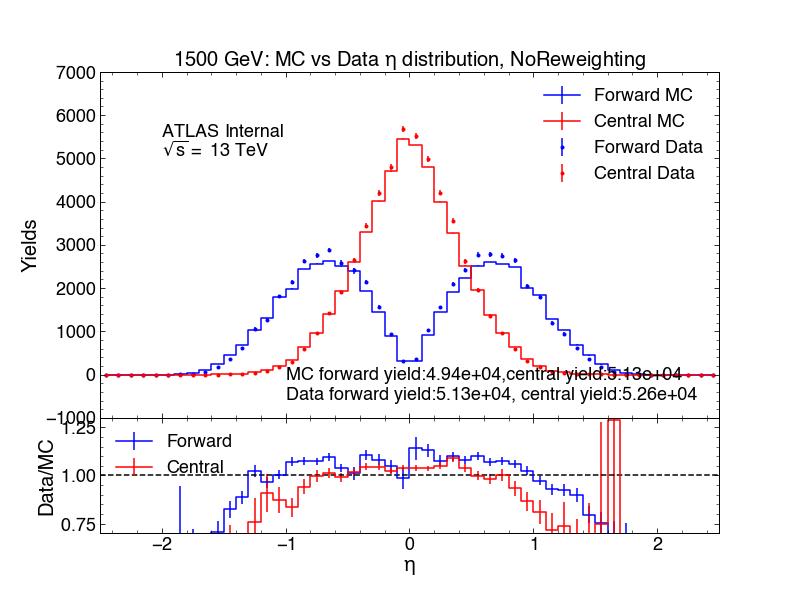 1500 GeV: MC vs Data η distribution, NoReweighting
7000
6000
5000
4000
3000
2000
1000
0
−1000
Yields
ATLAS Internal
√s = 13 TeV
Forward MC
Central MC
Forward Data
Central Data
MC forward yield:4.94e+04,central yield:5.13e+04
Data forward yield:5.13e+04, central yield:5.26e+04
1.25
1.00
0.75
Data/MC
Forward
Central
−2
−1
0
1
2
η